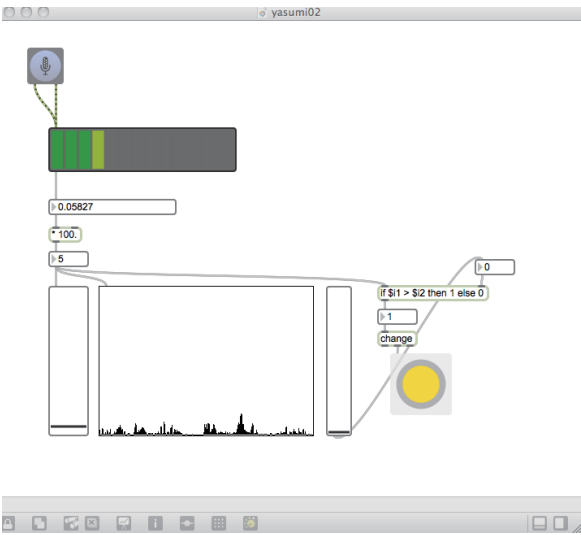 yasumi02
0.05827
* 100.
5
0
if $i1 > $i2 then 1 else 0
1
change